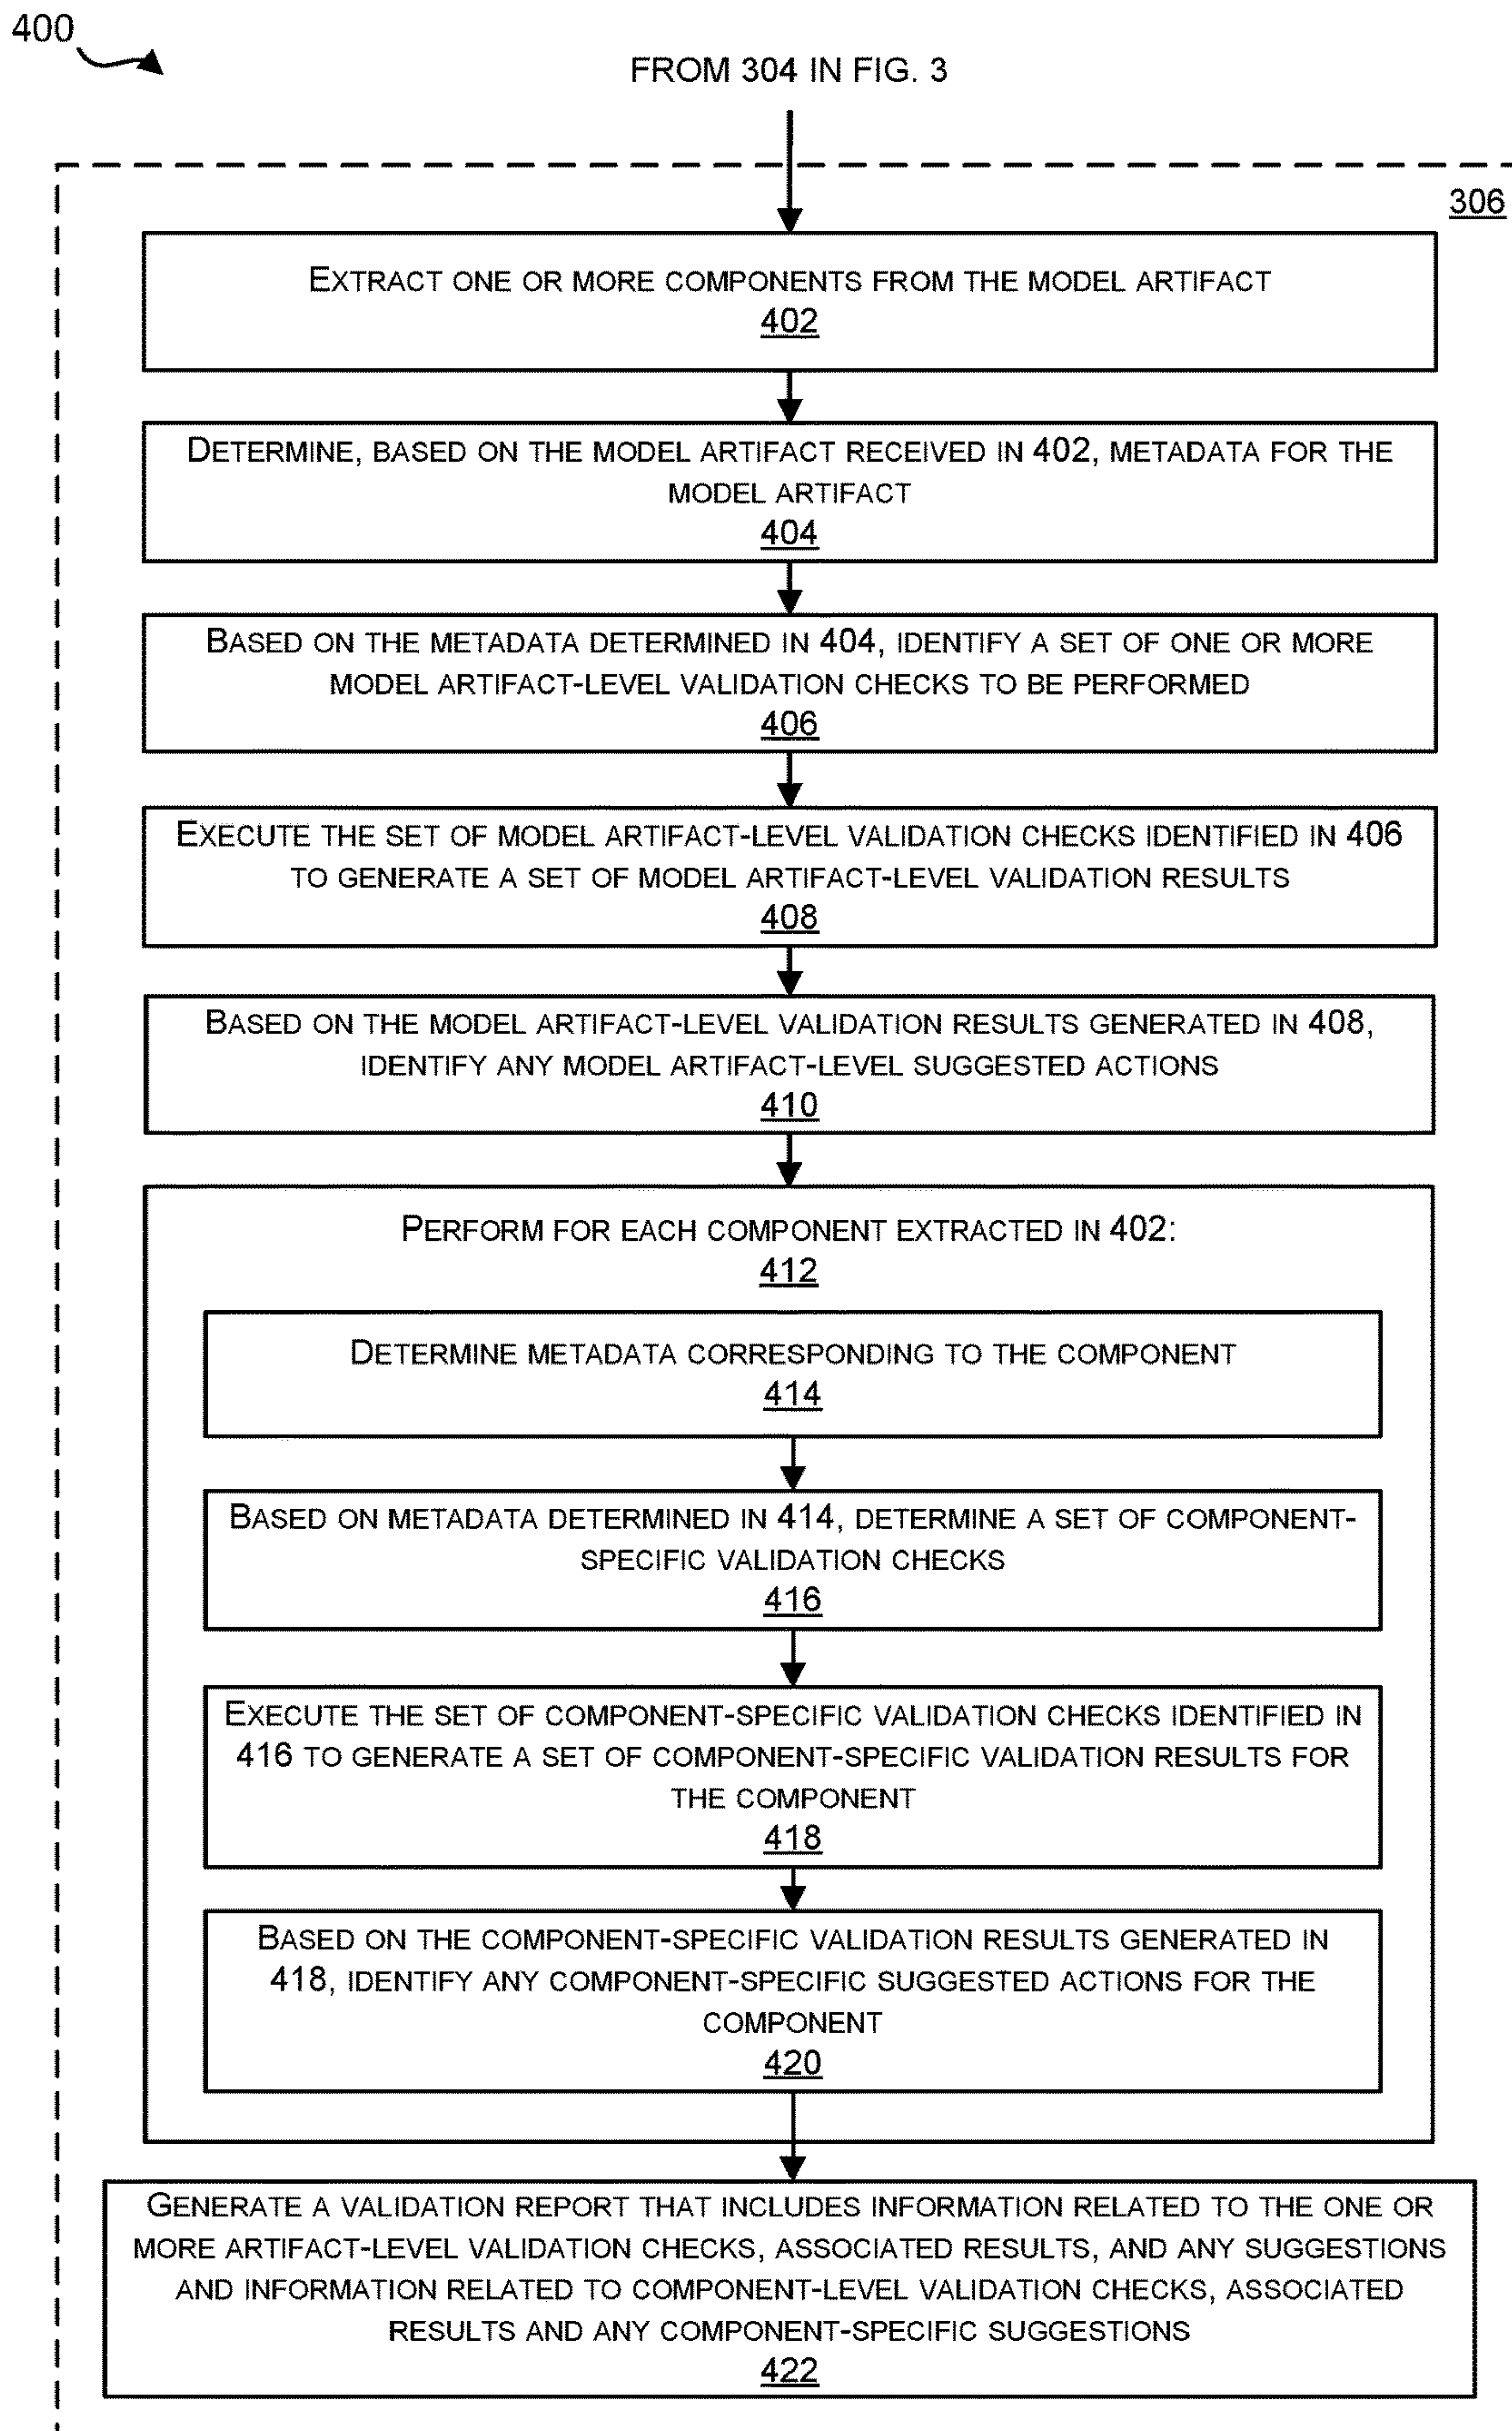 400
FROM 304 IN FIG. 3
306
EXTRACT ONE OR MORE COMPONENTS FROM THE MODEL ARTIFACT
402
DETERMINE, BASED ON THE MODEL ARTIFACT RECEIVED IN 402, METADATA FOR THE
MODEL ARTIFACT
404
BASED ON THE METADATA DETERMINED IN 404, IDENTIFY A SET OF ONE OR MORE
MODEL ARTIFACT-LEVEL VALIDATION CHECKS TO BE PERFORMED
406
EXECUTE THE SET OF MODEL ARTIFACT-LEVEL VALIDATION CHECKS IDENTIFIED IN 406
TO GENERATE A SET OF MODEL ARTIFACT-LEVEL VALIDATION RESULTS
408
BASED ON THE MODEL ARTIFACT-LEVEL VALIDATION RESULTS GENERATED IN 408,
IDENTIFY ANY MODEL ARTIFACT-LEVEL SUGGESTED ACTIONS
410
PERFORM FOR EACH COMPONENT EXTRACTED IN 402:
412
DETERMINE METADATA CORRESPONDING TO THE COMPONENT
414
BASED ON METADATA DETERMINED IN 414, DETERMINE A SET OF COMPONENT-
SPECIFIC VALIDATION CHECKS
416
EXECUTE THE SET OF COMPONENT-SPECIFIC VALIDATION CHECKS IDENTIFIED IN
416 TO GENERATE A SET OF COMPONENT-SPECIFIC VALIDATION RESULTS FOR
THE COMPONENT
418
BASED ON THE COMPONENT-SPECIFIC VALIDATION RESULTS GENERATED IN
418, IDENTIFY ANY COMPONENT-SPECIFIC SUGGESTED ACTIONS FOR THE
COMPONENT
420
GENERATE A VALIDATION REPORT THAT INCLUDES INFORMATION RELATED TO THE ONE OR
MORE ARTIFACT-LEVEL VALIDATION CHECKS, ASSOCIATED RESULTS, AND ANY SUGGESTIONS
AND INFORMATION RELATED TO COMPONENT-LEVEL VALIDATION CHECKS, ASSOCIATED
RESULTS AND ANY COMPONENT-SPECIFIC SUGGESTIONS
422